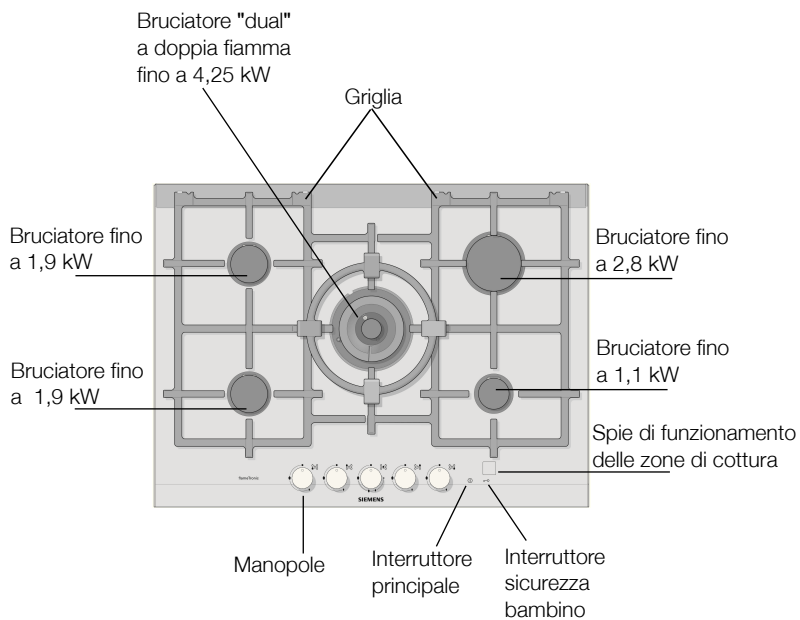 Bruciatore "dual"
a doppia fiamma
fino a 4,25 kW
Griglia
Bruciatore fino
a 1,9 kW
Bruciatore fino
a 2,8 kW
Bruciatore fino
a 1,9 kW
Bruciatore fino
a 1,1 kW
Spie di funzionamento
delle zone di cottura
SIEMENS
Manopole
Interruttore
principale
Interruttore
sicurezza
bambino